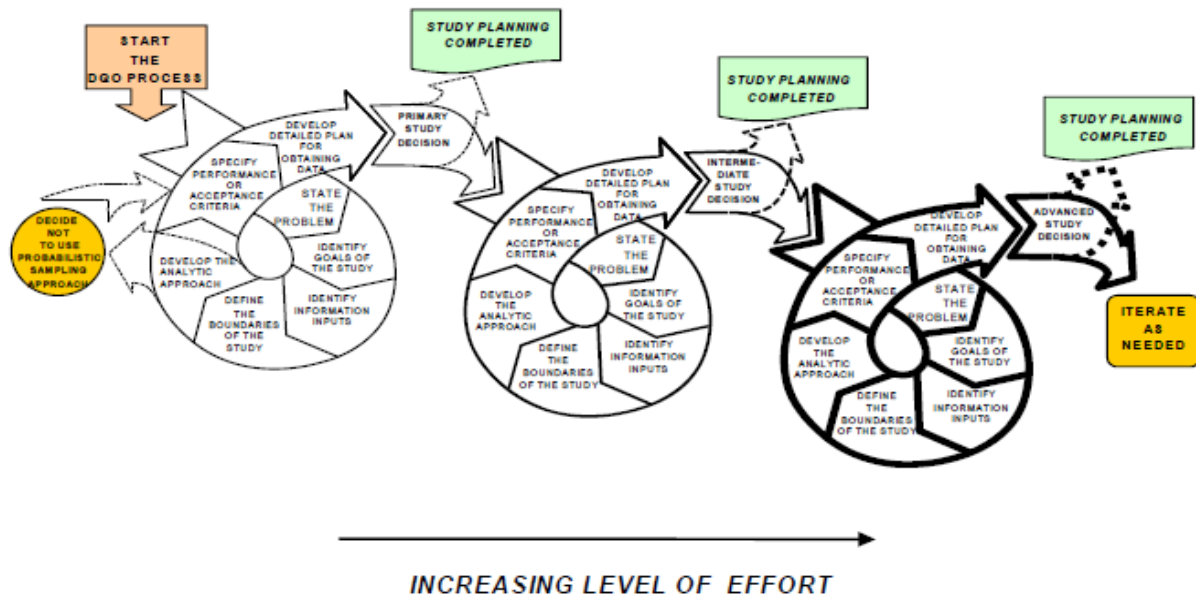 START
THE
DQO PROCESS
STUDY PLANNING
COMPLETED
STUDY PLANNING
COMPLETED
STUDY PLANNING
COMPLETED
DECIDE
NOT
TO USE
PROBABILISTIC
SAMPLING
APPROACH
STATE
THE
PROBLEM
IDENTIFY
GOALS
OF THE STUDY
IDENTIFY
INFORMATION
INPUTS
DEFINE
THE
BOUNDARIES
OF THE
STUDY
DEVELOP THE
ANALYTIC
APPROACH
SPECIFY
PERFORMANCE
OR
ACCEPTANCE
CRITERIA
DEVELOP
DETAILED PLAN
FOR
OBTAINING
DATA
PRIMARY
STUDY
DECISION
STATE
THE
PROBLEM
IDENTIFY
GOALS OF
THE STUDY
IDENTIFY
INFORMATION
INPUTS
DEFINE
THE
BOUNDARIES
OF THE STUDY
DEVELOP
THE
ANALYTIC
APPROACH
SPECIFY
PERFORMANCE
OR
ACCEPTANCE
CRITERIA
DEVELOP
DETAILED PLAN
FOR
OBTAINING
DATA
INTERME-
DIATE STUDY
DECISION
STATE
THE
PROBLEM
IDENTIFY
GOALS OF
THE STUDY
IDENTIFY
INFORMATION
INPUTS
DEFINE
THE
BOUNDARIES
OF THE STUDY
DEVELOP
THE
ANALYTIC
APPROACH
SPECIFY
PERFORMANCE
OR
ACCEPTANCE
CRITERIA
DEVELOP
DETAILED PLAN
FOR
OBTAINING
DATA
ADVANCED
STUDY
DECISION
ITERATE
AS
NEEDED
INCREASING LEVEL OF EFFORT